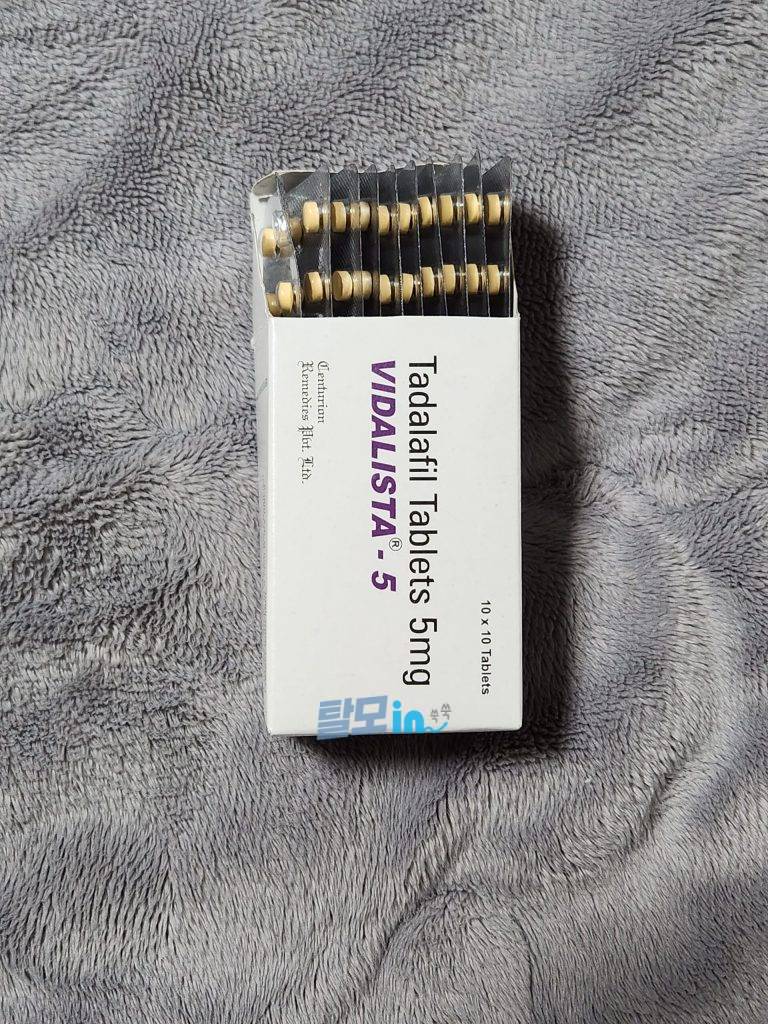 10 x 10 Tablets
Tadalafil Tablets 5mg
VIDALISTA® - 5
Centurion
Remedies Pvt. Ltd.
탈모in